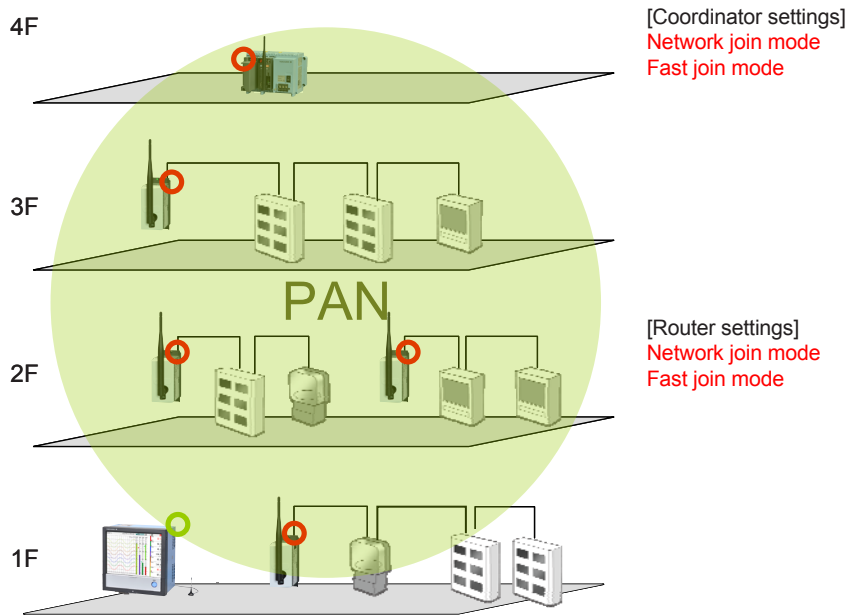 4F
[Coordinator settings]
Network join mode
Fast join mode
3F
PAN
[Router settings]
Network join mode
Fast join mode
2F
1F